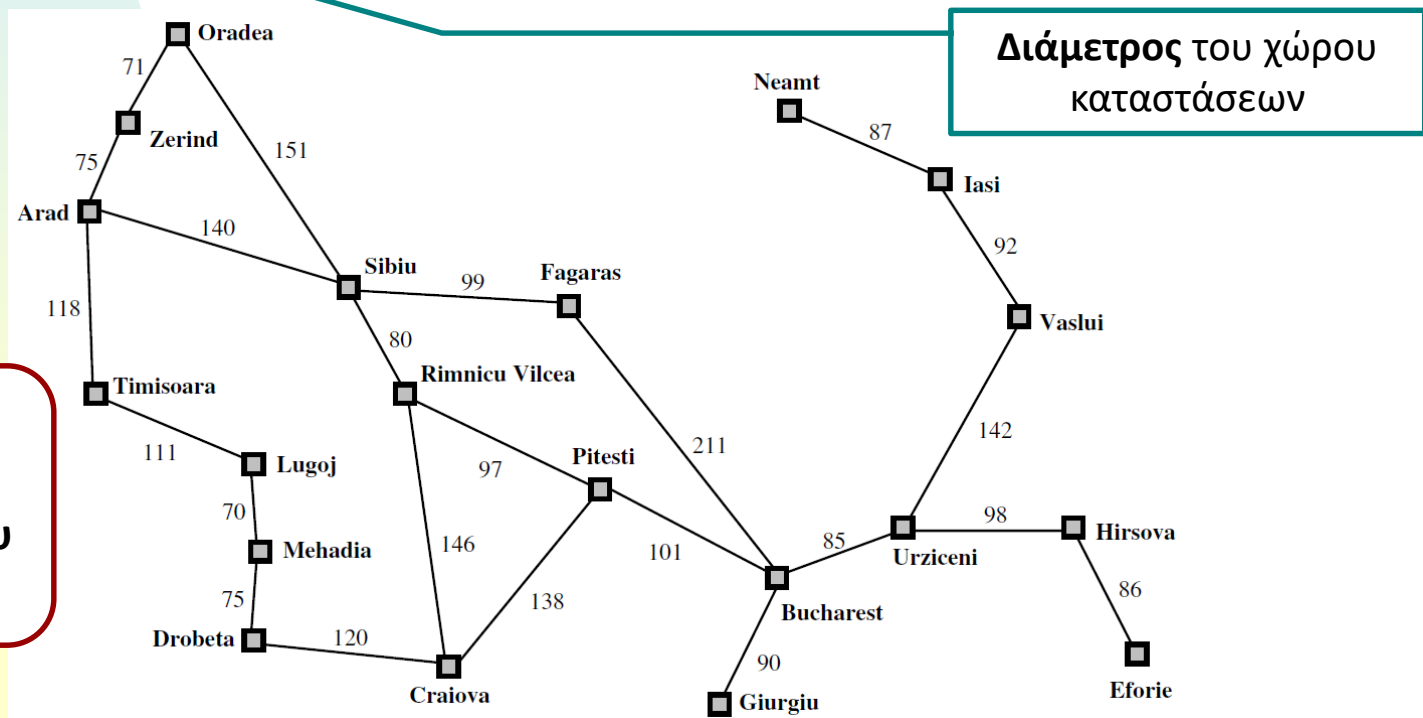 Διάμετρος του χώρου
καταστάσεων
Oradea
71
Neamt
Zerind
87
151
75
Iasi
Arad
140
92
Sibiu
Fagaras
99
118
Vaslui
80
Timisoara
Rimnicu Vilcea
142
111
211
Lugoj
97
Pitesti
70
98
Hirsova
υ
Mehadia
146
85
Urziceni
101
86
75
138
Bucharest
Drobeta
120
90
Craiova
Giurgiu
Eforie